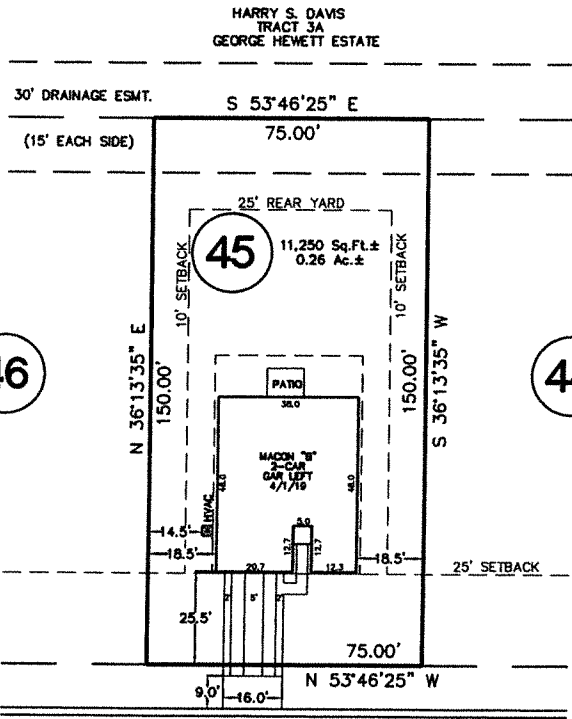 HARRY S. DAVIS
TRACT 3A
GEORGE HEWETT ESTATE
30' DRAINAGE ESMT.
S 53°46'25" E
(15' EACH SIDE)
75.00'
25' REAR YARD
45
11,250 Sq.Ft.±
0.26 Ac.±
10' SETBACK
10' SETBACK
N 36°13'35" E
150.00'
150.00'
S 36°13'35" W
46
4
PATIO
38.0
MACON "B"
2-CAR
GAR LEFT
4/1/19
48.0
48.0
HVAC
14.5'
18.5'
5.0
12.7
12.7
18.5'
20.7
12.3
25' SETBACK
2'
5'
2'
25.5'
75.00'
N 53°46'25" W
9.0'
16.0'